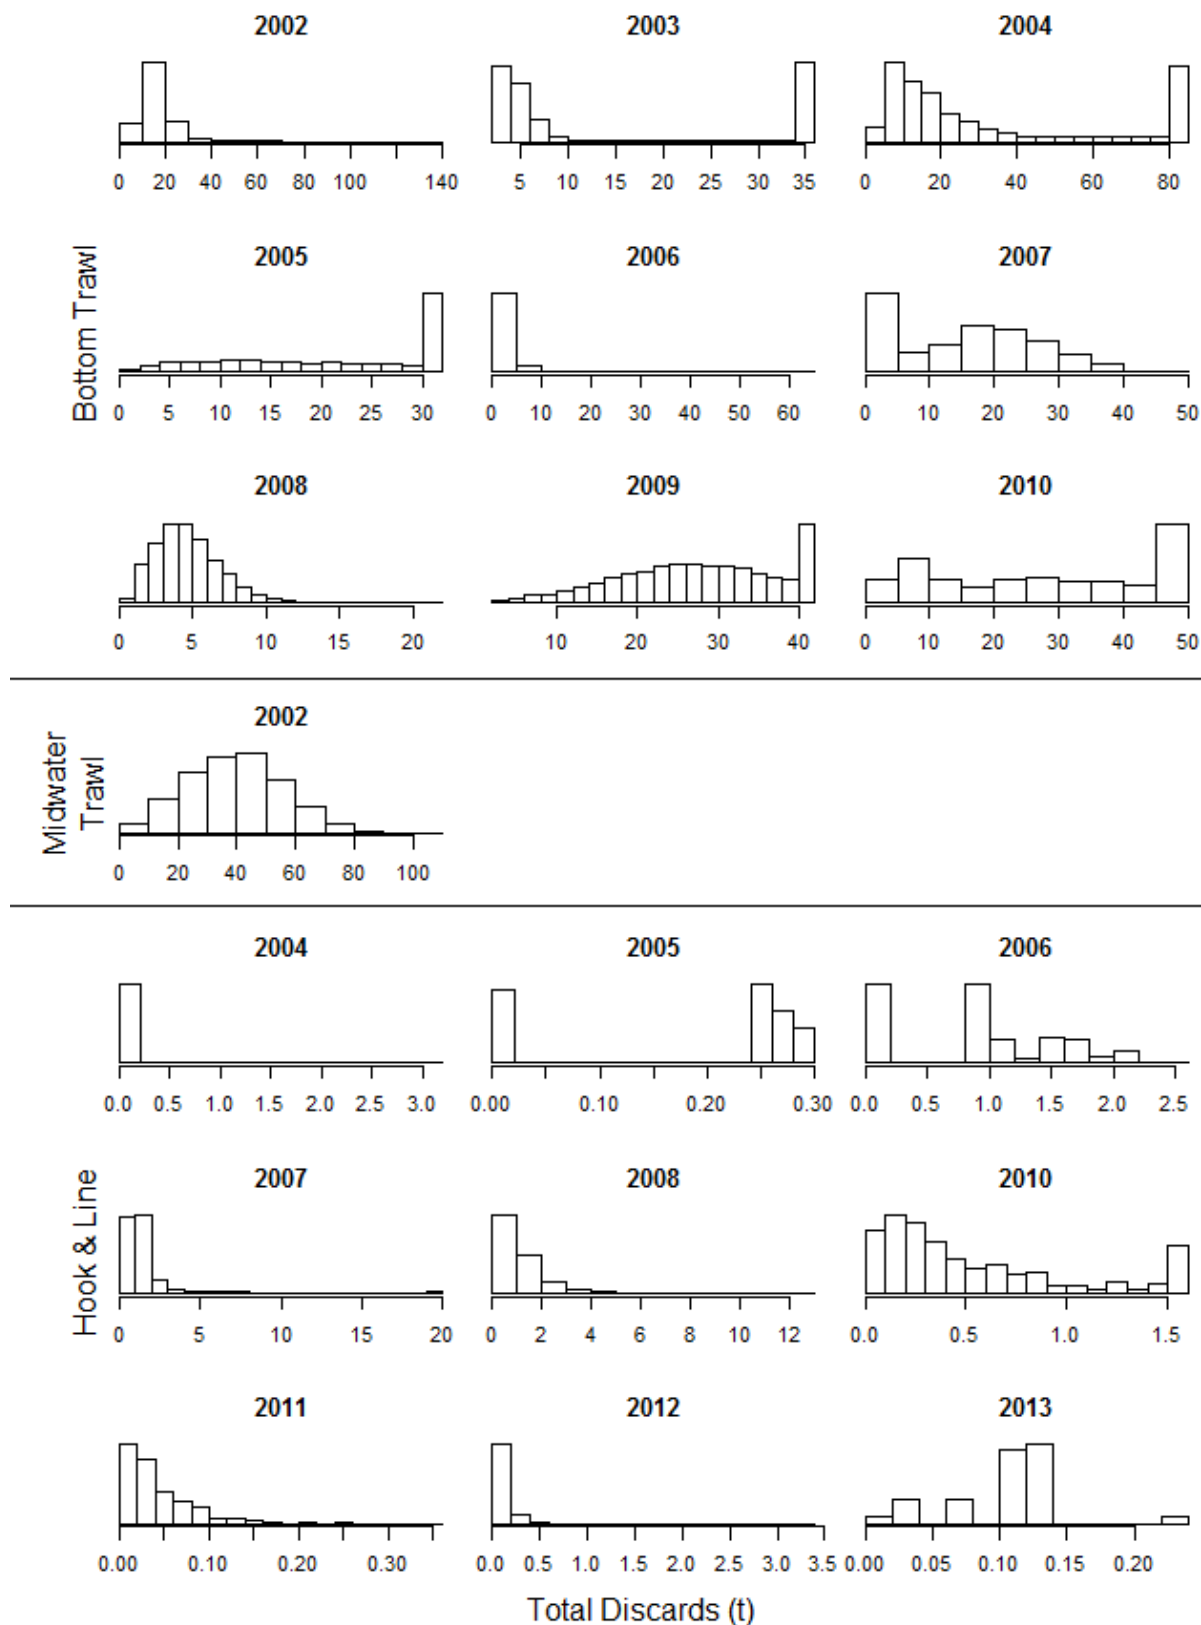 2002 2003 2004
0 20 40 60 80 100 140 5 10 15 20 25 30 35 0 20 40 60 80
Bottom Trawl
2005 2006 2007
0 5 10 15 20 25 30 0 10 20 30 40 50 60 0 10 20 30 40 50
2008 2009 2010
0 5 10 15 20 10 20 30 40 0 10 20 30 40 50
Midwater
Trawl
2002
0 20 40 60 80 100
2004 2005 2006
0.0 0.5 1.0 1.5 2.0 2.5 3.0 0.00 0.10 0.20 0.30 0.0 0.5 1.0 1.5 2.0 2.5
Hook & Line
2007 2008 2010
0 5 10 15 20 0 2 4 6 8 10 12 0.0 0.5 1.0 1.5
2011 2012 2013
0.00 0.10 0.20 0.30 0.0 0.5 1.0 1.5 2.0 2.5 3.0 3.5 0.00 0.05 0.10 0.15 0.20
Total Discards (t)